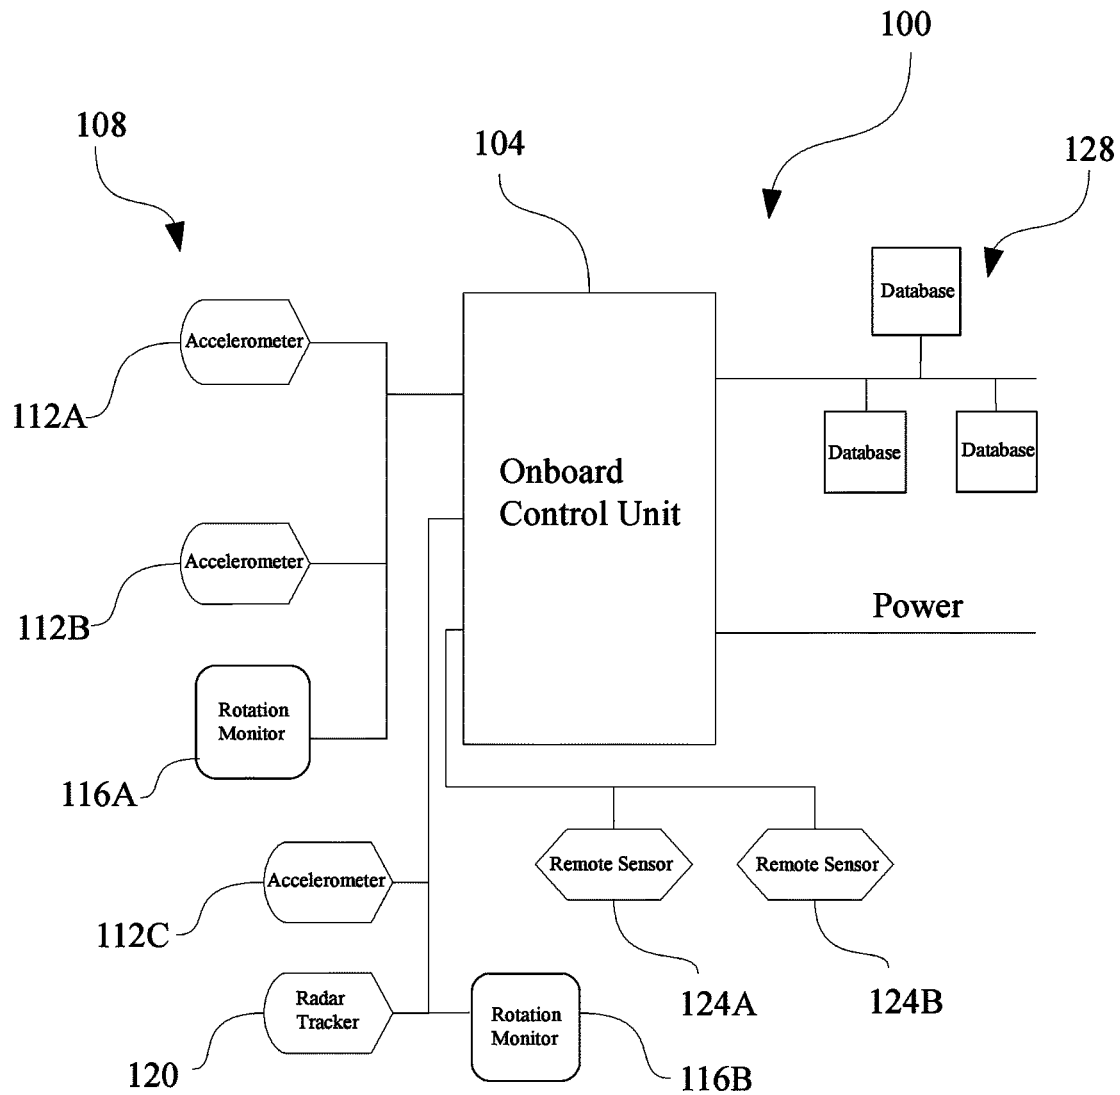 100
108
104
128
Database
Accelerometer
112A
Database
Database
Onboard
Control Unit
Accelerometer
112B
Power
Rotation
Monitor
116A
Remote Sensor
Remote Sensor
Accelerometer
112C
124A
124B
Radar
Tracker
Rotation
Monitor
120
116B